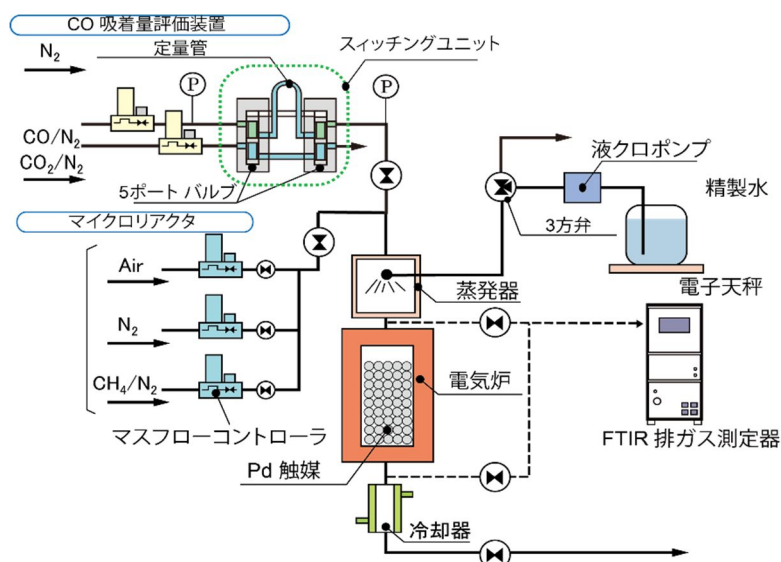 CO 吸着量評価装置
定量管
スィッチングユニット
N2
P
P
CO/N2
CO2/N2
5ポート バルブ
液クロポンプ
精製水
3方弁
電子天秤
マイクロリアクタ
Air
N2
CH4/N2
マスフローコントローラ
蒸発器
電気炉
Pd 触媒
冷却器
FTIR 排ガス測定器